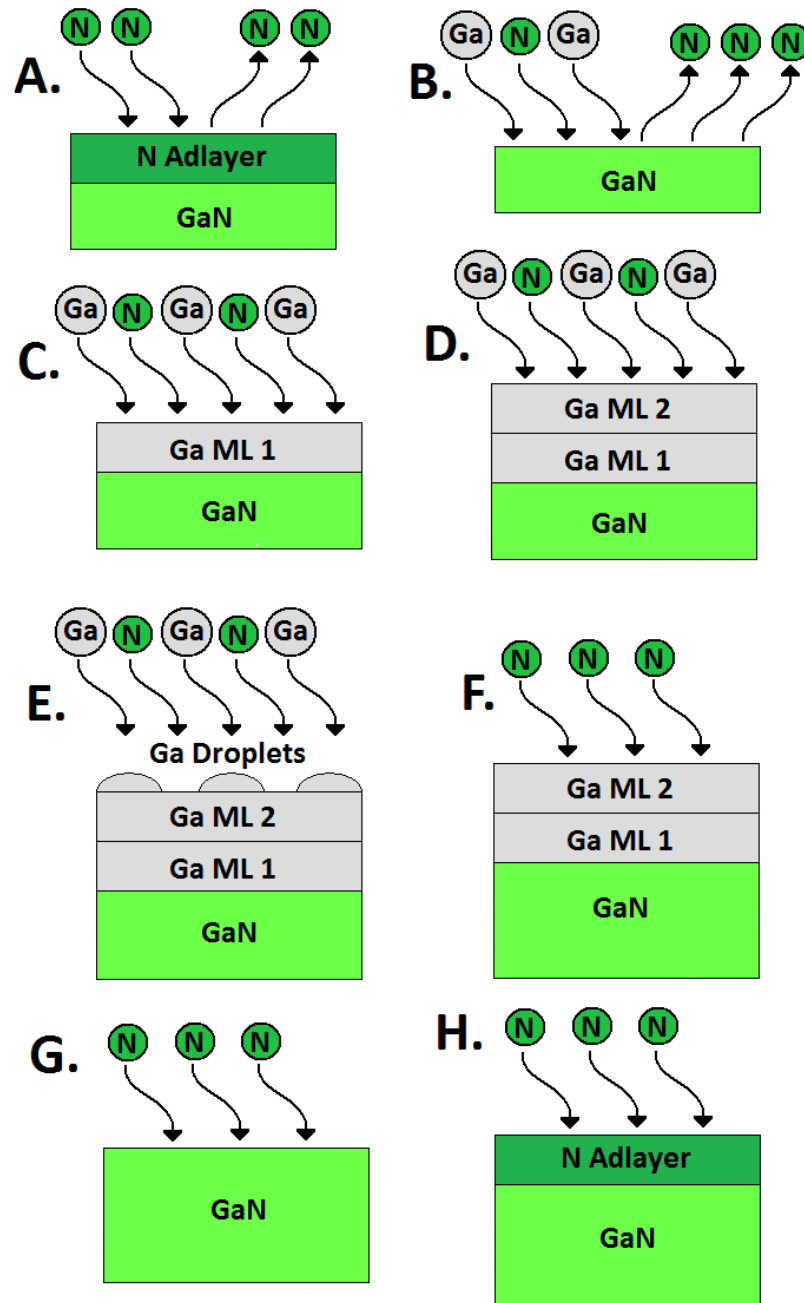 A.
N N N N
N Adlayer
GaN
B.
Ga N Ga N N N
GaN
C.
Ga N Ga N Ga
Ga ML 1
GaN
D.
Ga N Ga N Ga
Ga ML 2
Ga ML 1
GaN
E.
Ga N Ga N Ga
Ga Droplets
Ga ML 2
Ga ML 1
GaN
F.
N N N
Ga ML 2
Ga ML 1
GaN
G.
N N N
GaN
H.
N N N
N Adlayer
GaN